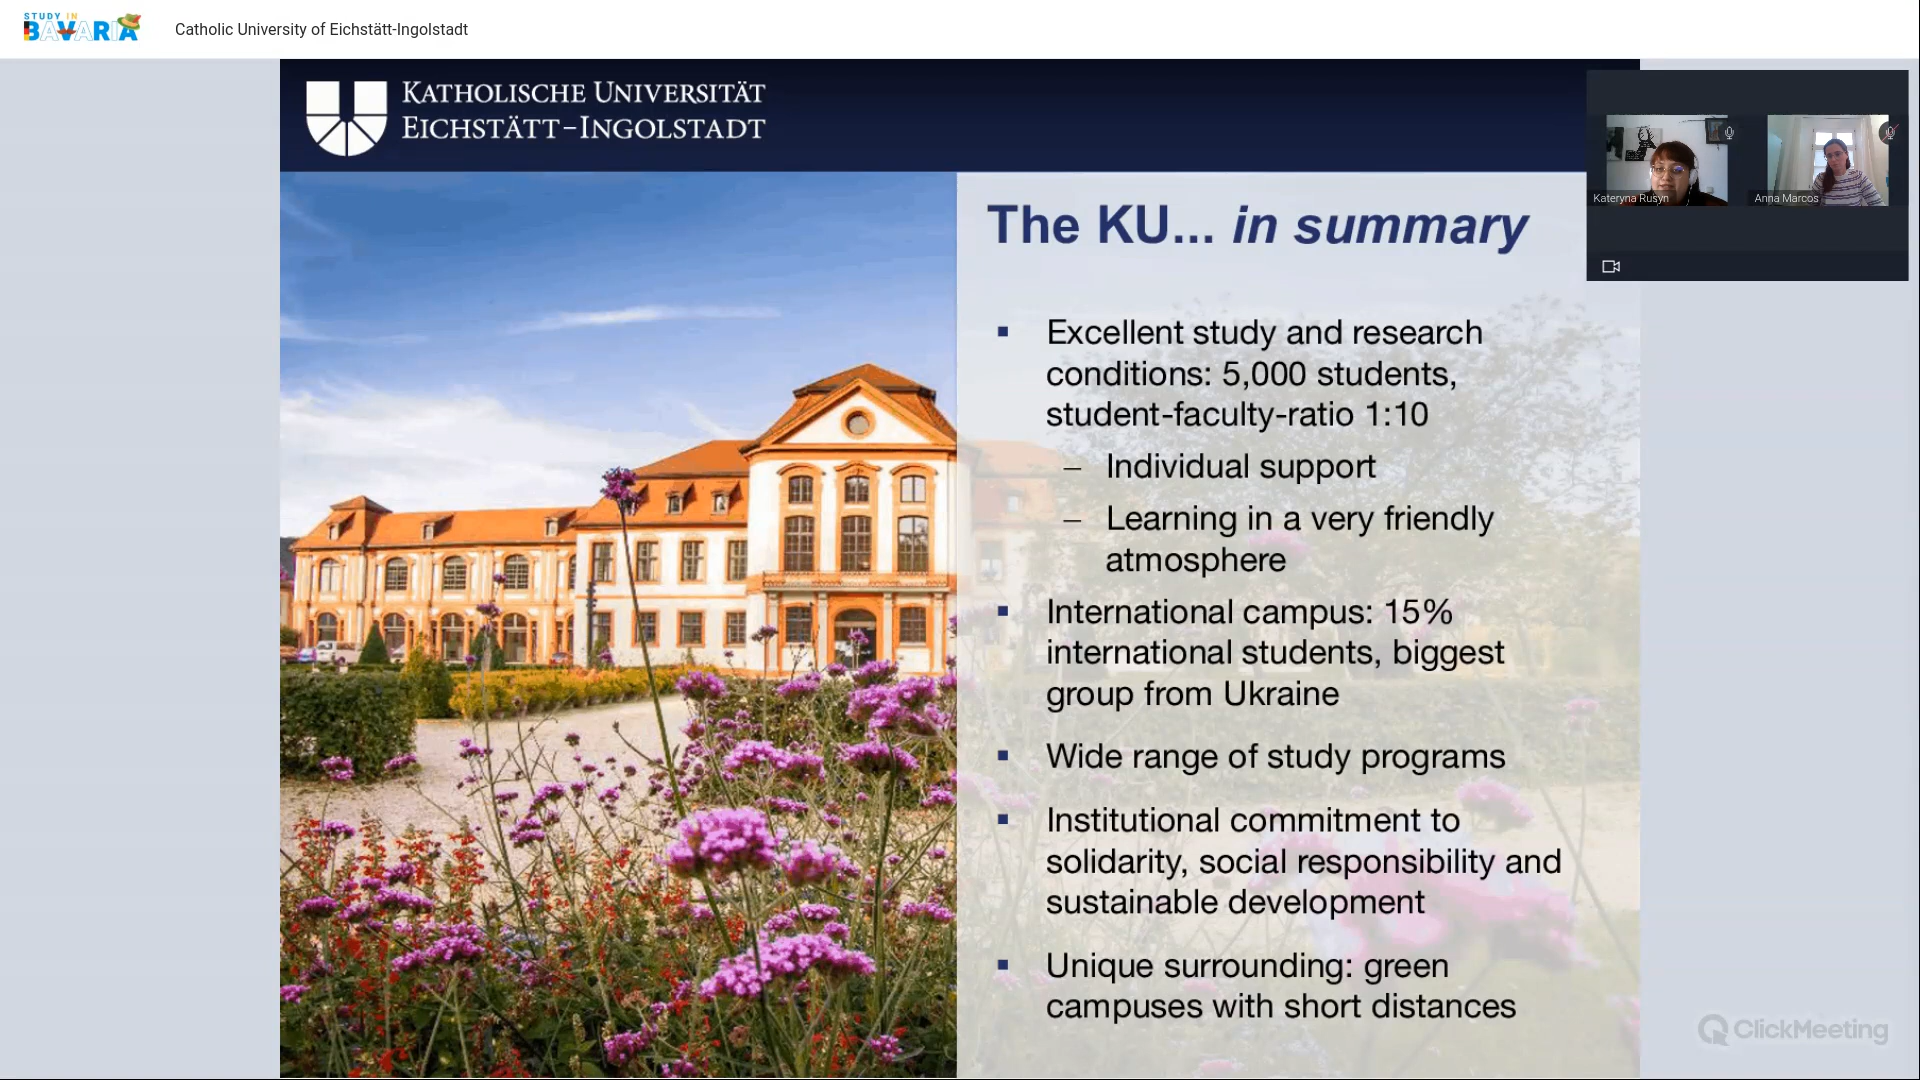 STUDY IN
BAVARIA
Catholic University of Eichstätt-Ingolstadt
KATHOLISCHE UNIVERSITÄT
EICHSTÄTT-INGOLSTADT
Kateryna Rusyn
Anna Marcos
The KU... in summary
▪ Excellent study and research
conditions: 5,000 students,
student-faculty-ratio 1:10
– Individual support
– Learning in a very friendly
atmosphere
▪ International campus: 15%
international students, biggest
group from Ukraine
▪ Wide range of study programs
▪ Institutional commitment to
solidarity, social responsibility and
sustainable development
▪ Unique surrounding: green
campuses with short distances
ClickMeeting